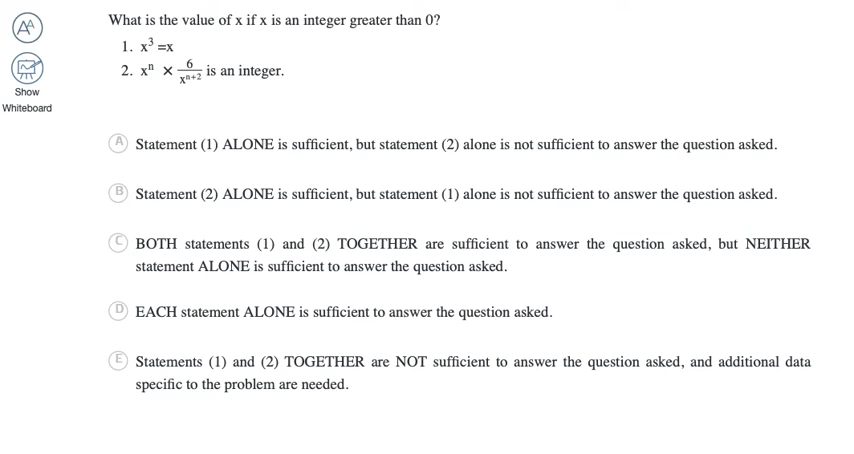 AA
Show
Whiteboard
What is the value of x if x is an integer greater than 0?
1. x³ =x
2. xⁿ × 6/xⁿ⁺² is an integer.
A Statement (1) ALONE is sufficient, but statement (2) alone is not sufficient to answer the question asked.
B Statement (2) ALONE is sufficient, but statement (1) alone is not sufficient to answer the question asked.
C BOTH statements (1) and (2) TOGETHER are sufficient to answer the question asked, but NEITHER
statement ALONE is sufficient to answer the question asked.
D EACH statement ALONE is sufficient to answer the question asked.
E Statements (1) and (2) TOGETHER are NOT sufficient to answer the question asked, and additional data
specific to the problem are needed.